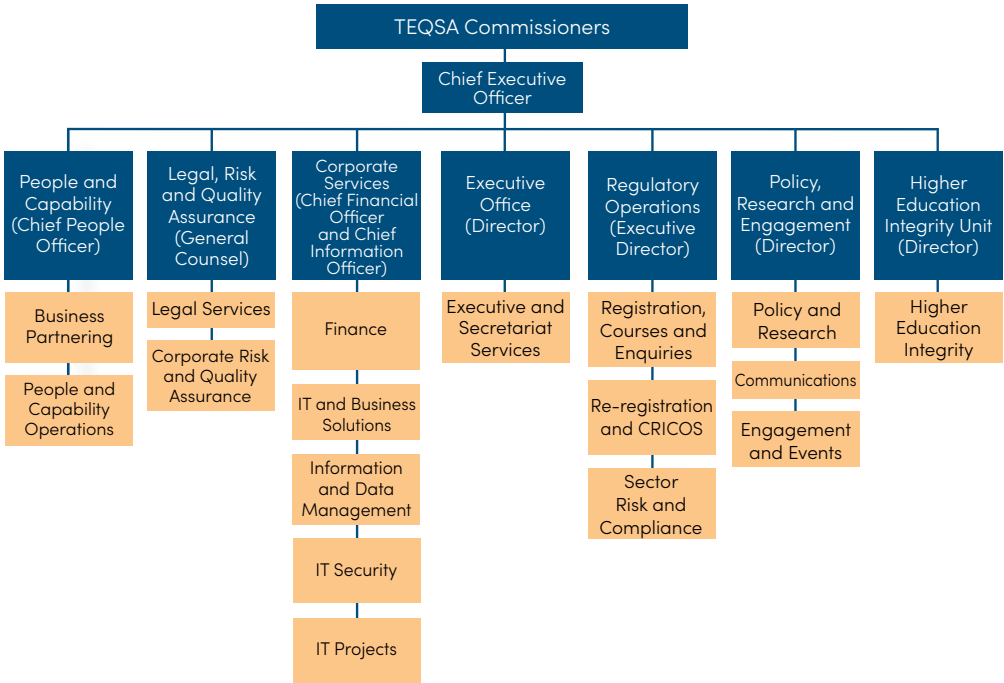 TEQSA Commissioners
Chief Executive
Officer
People and
Capability
(Chief People
Officer)
Legal, Risk
and Quality
Assurance
(General
Counsel)
Corporate
Services
(Chief Financial
Officer
and Chief
Information
Officer)
Executive
Office
(Director)
Regulatory
Operations
(Executive
Director)
Policy,
Research and
Engagement
(Director)
Higher
Education
Integrity Unit
(Director)
Business
Partnering
People and
Capability
Operations
Legal Services
Corporate Risk
and Quality
Assurance
Finance
IT and Business
Solutions
Information
and Data
Management
IT Security
IT Projects
Executive and
Secretariat
Services
Registration,
Courses and
Enquiries
Re-registration
and CRICOS
Sector
Risk and
Compliance
Policy and
Research
Communications
Engagement
and Events
Higher
Education
Integrity